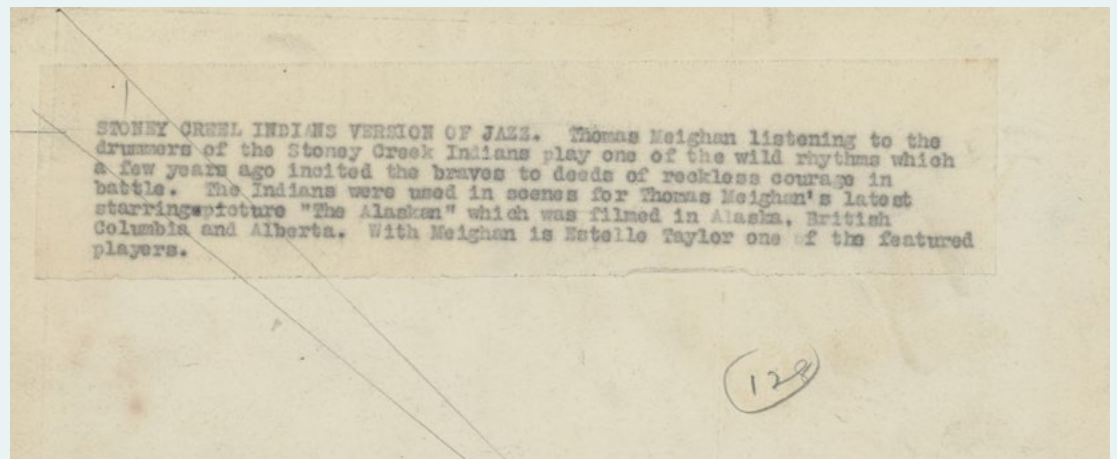 STONEY CREEL INDIANS VERSION OF JAZZ. Thomas Meighan listening to the
drummers of the Stoney Creek Indians play one of the wild rhythms which
a few years ago incited the braves to deeds of reckless courage in
battle. The Indians were used in scenes for Thomas Meighan's latest
starring picture "The Alaskan" which was filmed in Alaska, British
Columbia and Alberta. With Meighan is Estelle Taylor one of the featured
players.
128